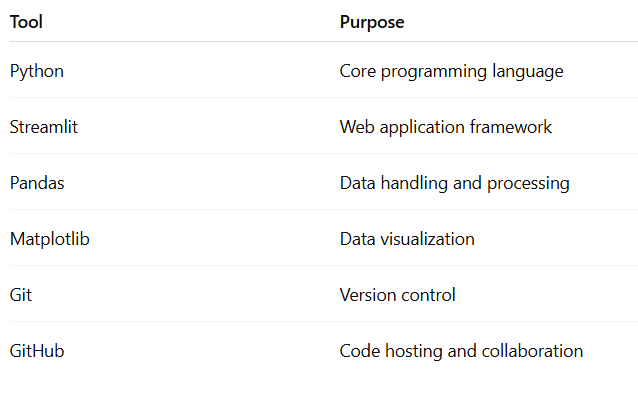 Tool Purpose
Python Core programming language
Streamlit Web application framework
Pandas Data handling and processing
Matplotlib Data visualization
Git Version control
GitHub Code hosting and collaboration